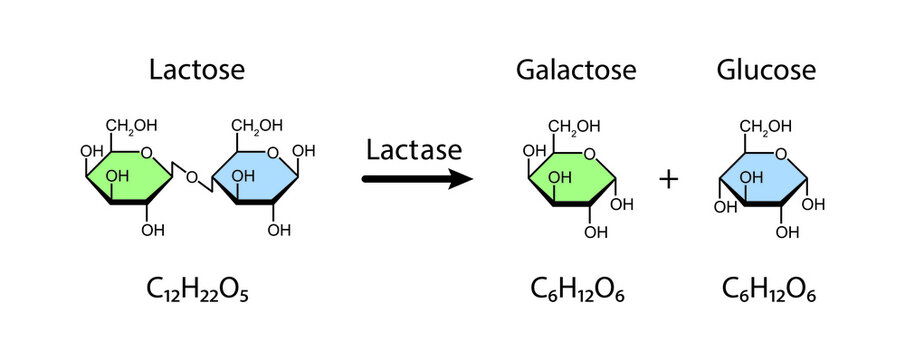 Lactose
Galactose
Glucose
CH₂OH
CH₂OH
CH₂OH
CH₂OH
OH
O
O
OH
OH
O
O
OH
OH
O
OH
OH
OH
OH
OH
OH
OH
OH
OH
OH
OH
Lactase
+
C₁₂H₂₂O₅
C₆H₁₂O₆
C₆H₁₂O₆